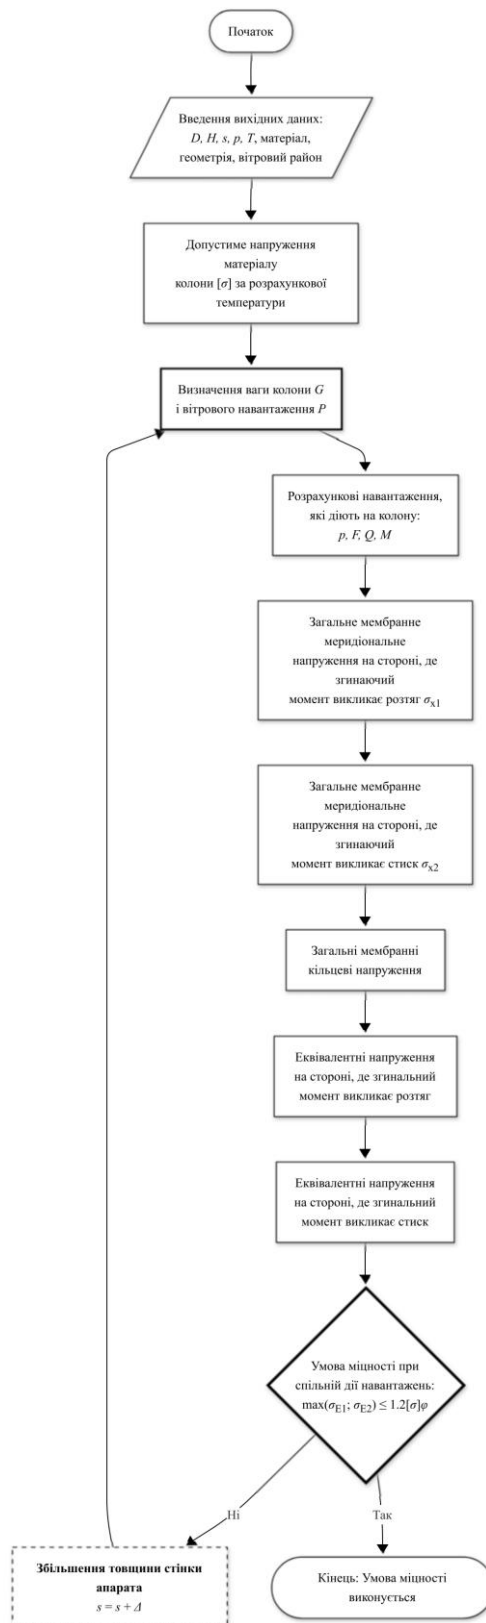 Початок
Введення вихідних даних:
D, H, s, p, T, матеріал,
геометрія, вітровий район
Допустиме напруження
матеріалу
колони [σ] за розрахункової
температури
Визначення ваги колони G
і вітрового навантаження P
Розрахункові навантаження,
які діють на колону:
p, F, Q, M
Загальне мембранне
меридіональне
напруження на стороні, де
згинаючий
момент викликає розтяг σx1
Загальне мембранне
меридіональне
напруження на стороні, де
згинаючий
момент викликає стиск σx2
Загальні мембранні
кільцеві напруження
Еквівалентні напруження
на стороні, де згинальний
момент викликає розтяг
Еквівалентні напруження
на стороні, де згинальний
момент викликає стиск
Умова міцності при
спільній дії навантажень:
max(σE1; σE2) ≤ 1.2[σ]φ
Ні
Так
Збільшення товщини стінки
апарата
s = s + Δ
Кінець: Умова міцності
виконується